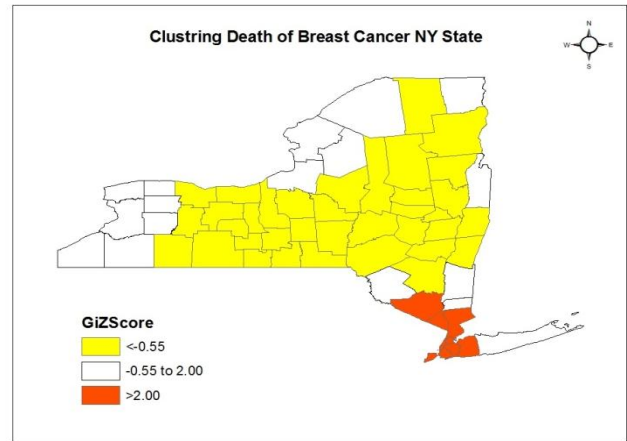 Clustring Death of Breast Cancer NY State
N
W E
S
GiZScore
<-0.55
-0.55 to 2.00
>2.00